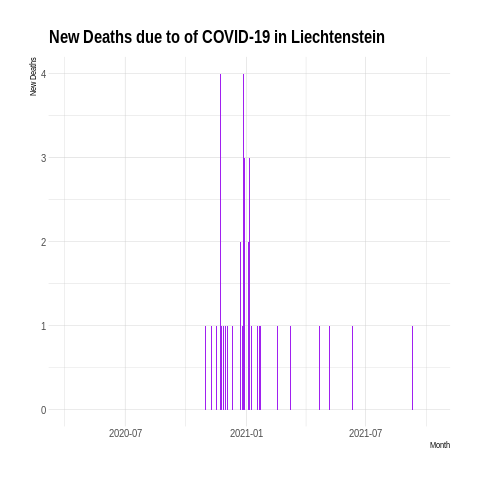 New Deaths due to of COVID-19 in Liechtenstein
New Deaths
4
3
2
1
0
2020-07
2021-01
2021-07
Month